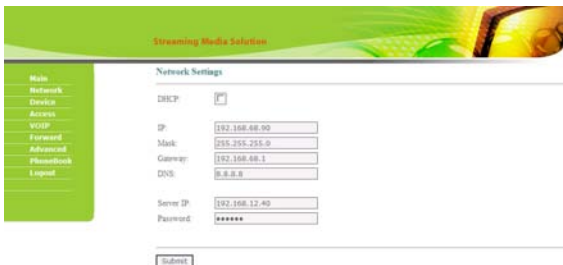 Streaming Media Solution
Main
Network
Device
Access
VOIP
Forward
Advanced
PhoneBook
Logout
Network Settings
DHCP:
IP: 192.168.68.90
Mask: 255.255.255.0
Gateway: 192.168.68.1
DNS: 8.8.8.8
Server IP: 192.168.12.40
Password: ••••••
Submit